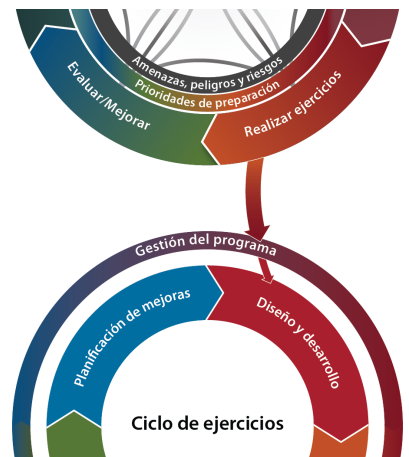 Amenazas, peligros y riesgos
Prioridades de preparación
Evaluar/Mejorar
Realizar ejercicios
Gestión del programa
Planificación de mejoras
Diseño y desarrollo
Ciclo de ejercicios